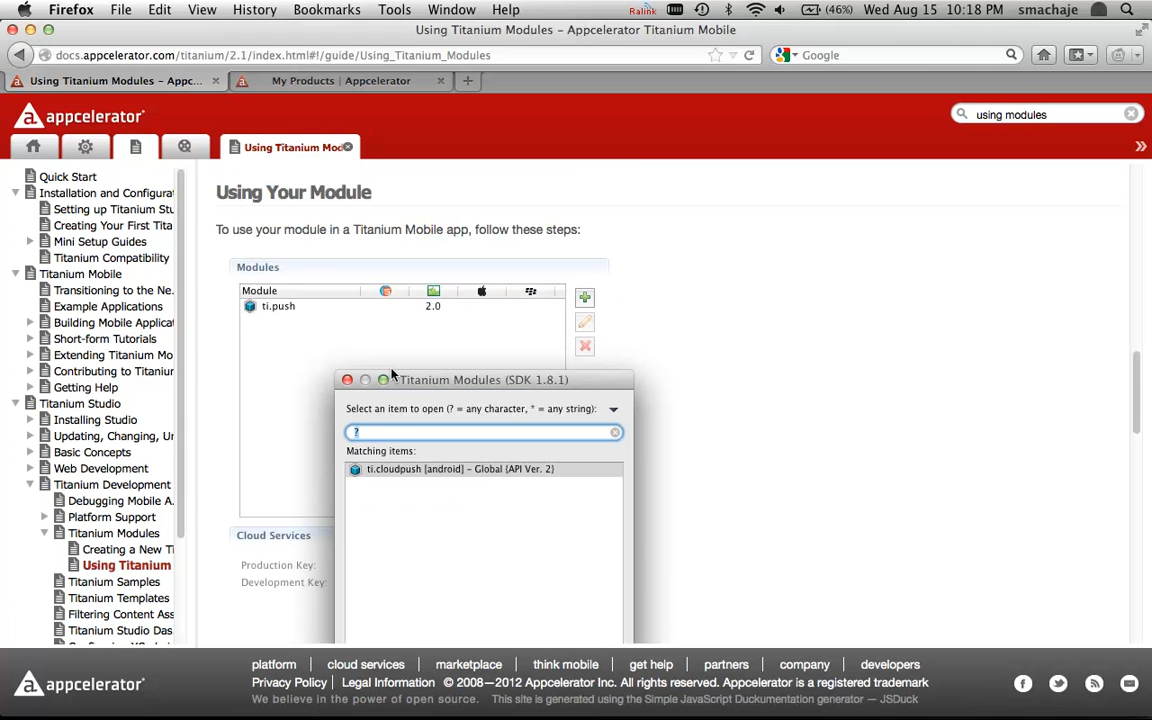 Firefox File Edit View History Bookmarks Tools Window Help Ralink (46%) Wed Aug 15 10:18 PM smachaje
Using Titanium Modules – Appcelerator Titanium Mobile
docs.appcelerator.com/titanium/2.1/index.html#!/guide/Using_Titanium_Modules Google
Using Titanium Modules – Appc... My Products | Appcelerator
appcelerator using modules
Using Titanium Mod
Quick Start
Installation and Configurat
Setting up Titanium Stu
Creating Your First Tita
Mini Setup Guides
Titanium Compatibility
Titanium Mobile
Transitioning to the Ne.
Example Applications
Building Mobile Applica
Short-form Tutorials
Extending Titanium Mo
Contributing to Titanium
Getting Help
Titanium Studio
Installing Studio
Updating, Changing, Ur
Basic Concepts
Web Development
Titanium Development
Debugging Mobile A.
Platform Support
Titanium Modules
Creating a New Ti
Using Titanium
Titanium Samples
Titanium Templates
Filtering Content Ass
Titanium Studio Das
Using Your Module
To use your module in a Titanium Mobile app, follow these steps:
Modules
Module
ti.push 2.0
Titanium Modules (SDK 1.8.1)
Select an item to open (? = any character, * = any string):
?
Matching items:
ti.cloudpush [android] – Global {API Ver. 2}
Cloud Services
Production Key:
Development Key:
platform | cloud services | marketplace | think mobile | get help | partners | company | developers
appcelerator Privacy Policy | Legal Information © 2008–2012 Appcelerator Inc. All rights reserved. Appcelerator is a registered trademark
We believe in the power of open source. This site is generated using the Simple JavaScript Duckumentation generator — JSDuck